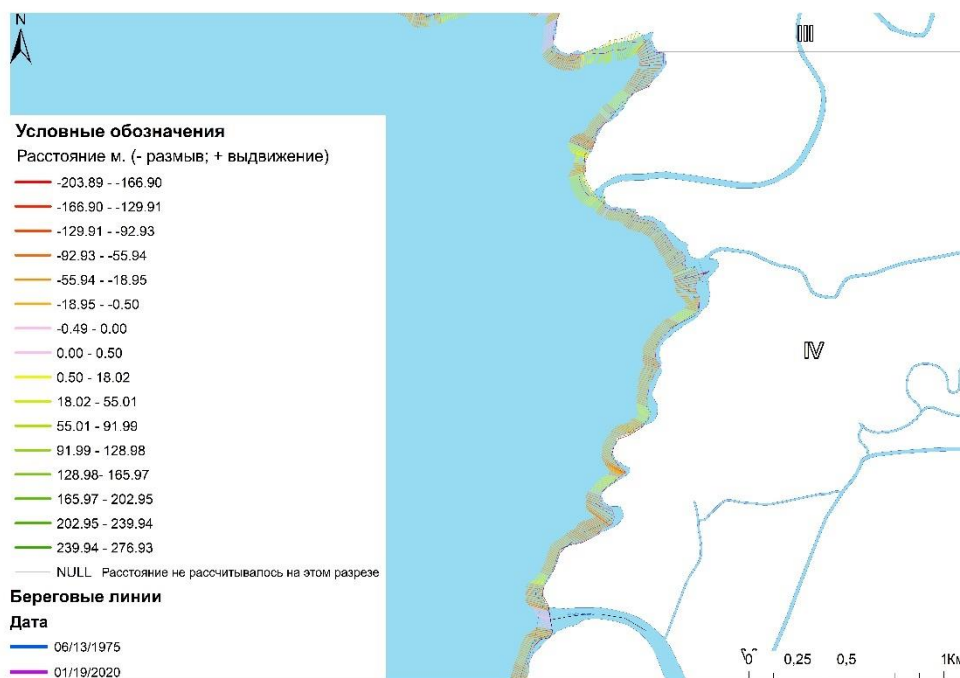 N
III
Условные обозначения
Расстояние м. (- размыв; + выдвижение)
-203.89 - -166.90
-166.90 - -129.91
-129.91 - -92.93
-92.93 - -55.94
-55.94 - -18.95
-18.95 - -0.50
-0.49 - 0.00
0.00 - 0.50
0.50 - 18.02
18.02 - 55.01
55.01 - 91.99
91.99 - 128.98
128.98- 165.97
165.97 - 202.95
202.95 - 239.94
239.94 - 276.93
NULL Расстояние не рассчитывалось на этом разрезе
IV
Береговые линии
Дата
06/13/1975
01/19/2020
0 0,25 0,5 1Км